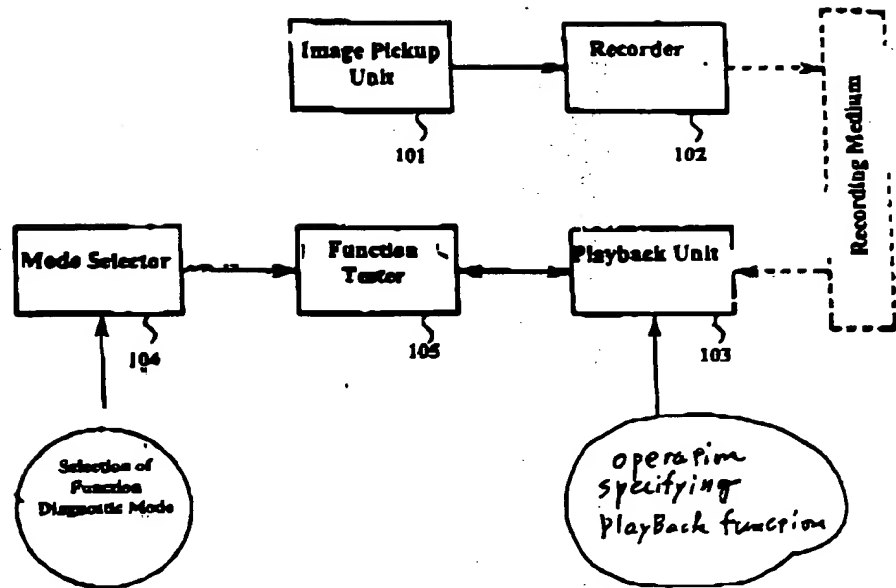 Image Pickup
Unit
Recorder
101
102
Recording Medium
Mode Selector
Function
Tester
Playback Unit
104
105
103
Selection of
Function
Diagnostic Mode
operation
specifying
playBack function